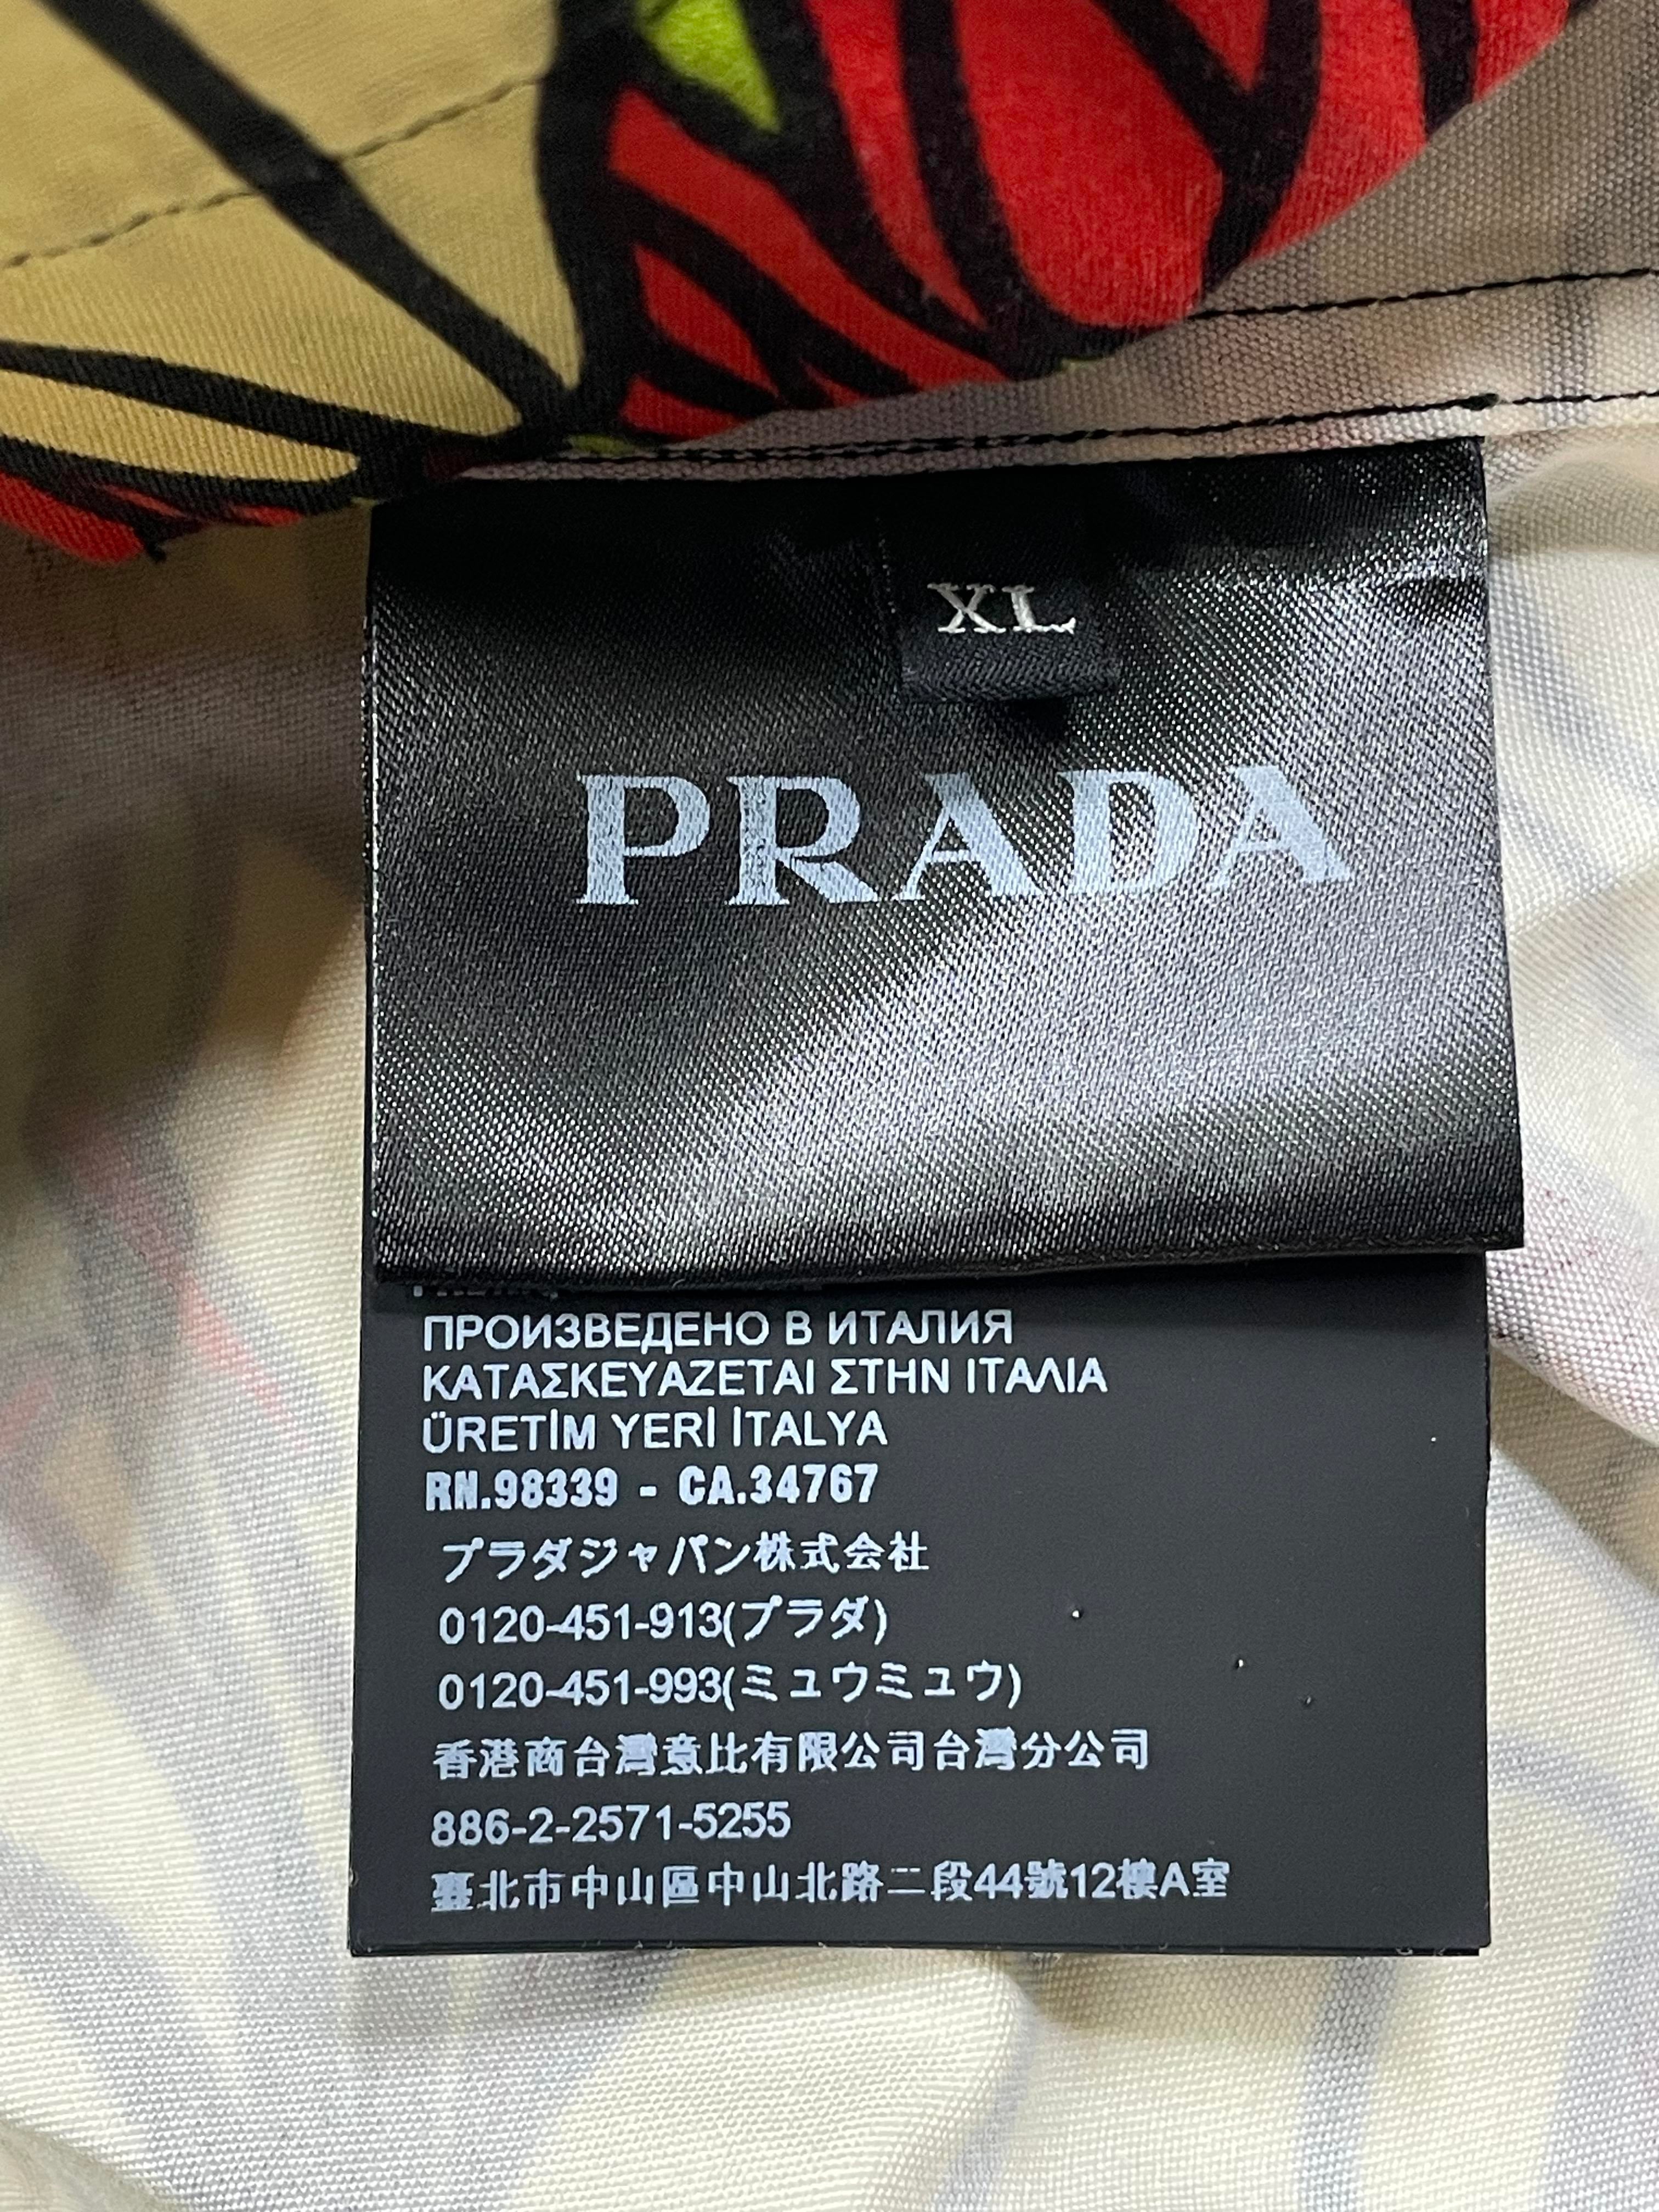 XL
PRADA
ПРОИЗВЕДЕНО В ИТАЛИЯ
ΚΑΤΑΣΚΕΥΑΖΕΤΑΙ ΣΤΗΝ ΙΤΑΛΙΑ
ÜRETİM YERİ İTALYA
RN.98339 - CA.34767
プラダジャパン株式会社
0120-451-913(プラダ)
0120-451-993(ミュウミュウ)
香港商台灣意比有限公司台灣分公司
886-2-2571-5255
臺北市中山區中山北路二段44號12樓A室